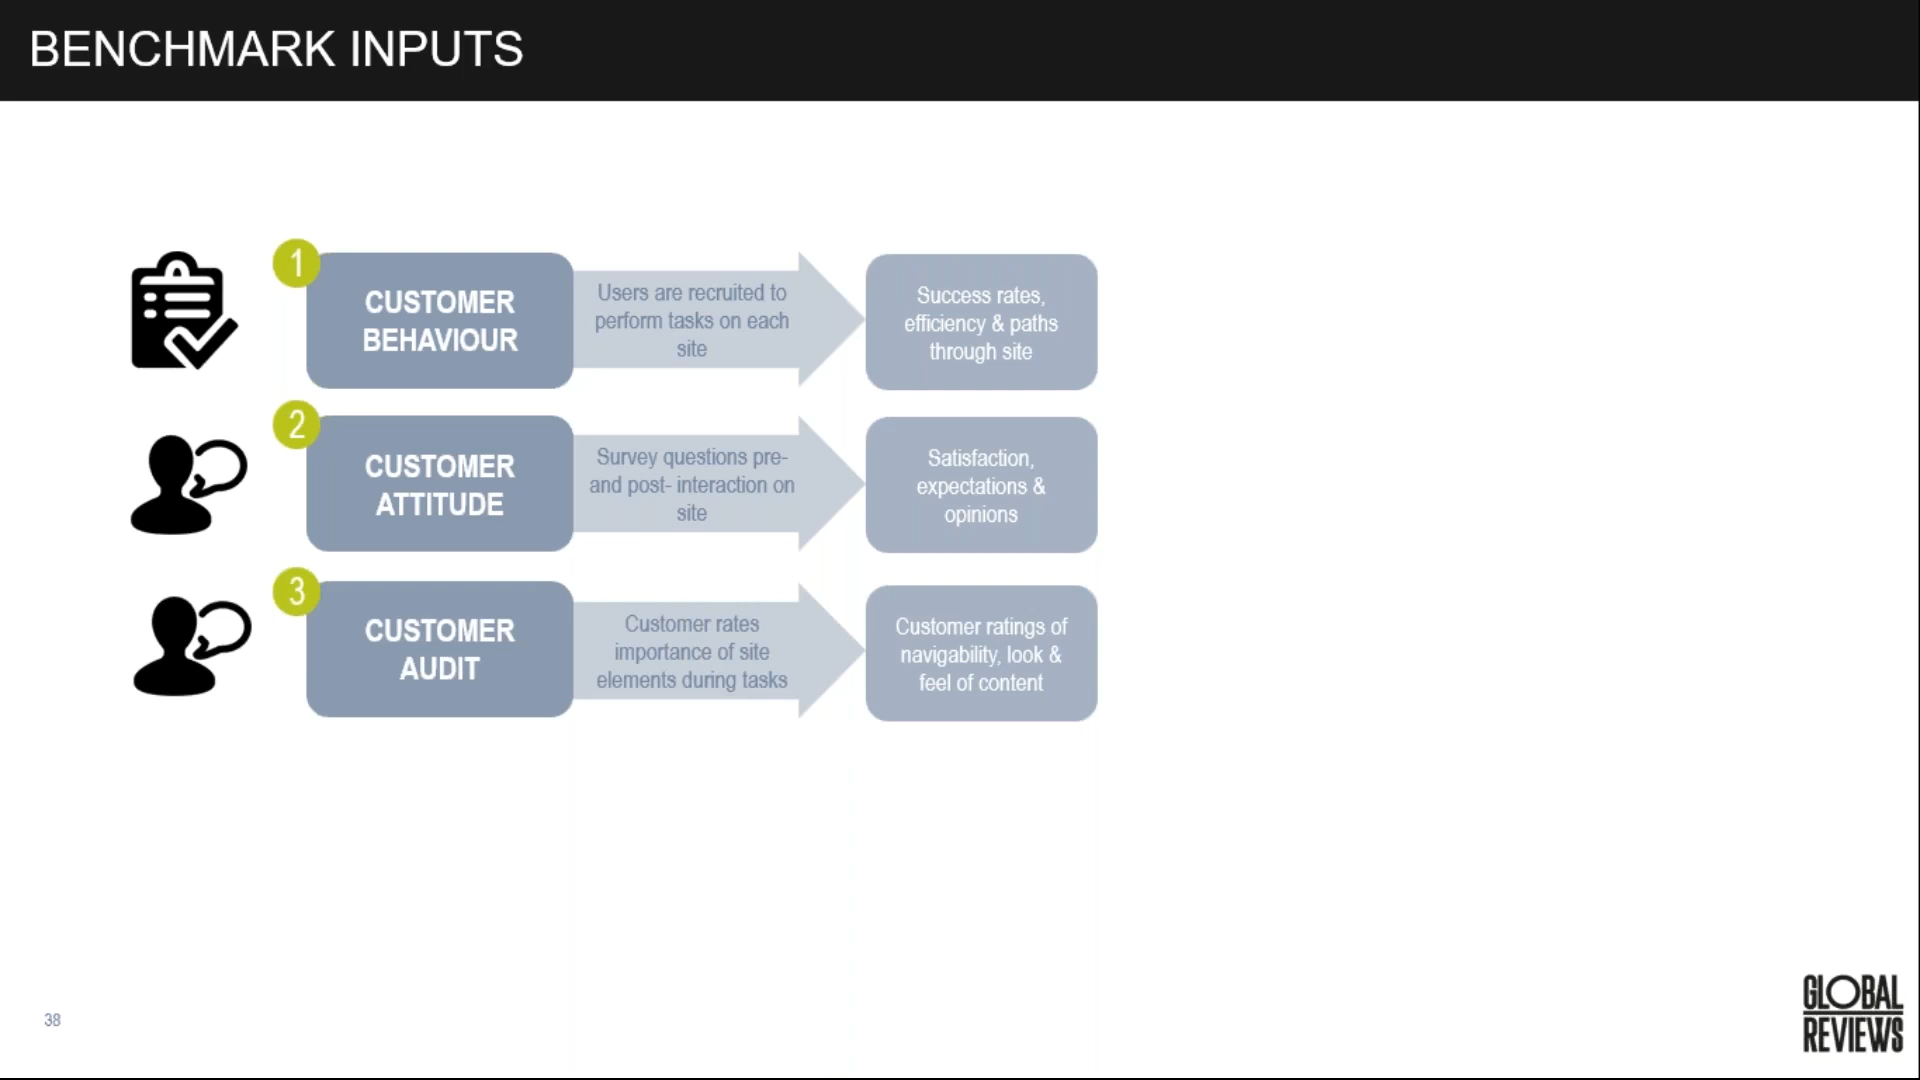 BENCHMARK INPUTS
1
CUSTOMER
BEHAVIOUR
Users are recruited to
perform tasks on each
site
Success rates,
efficiency & paths
through site
2
CUSTOMER
ATTITUDE
Survey questions pre-
and post- interaction on
site
Satisfaction,
expectations &
opinions
3
CUSTOMER
AUDIT
Customer rates
importance of site
elements during tasks
Customer ratings of
navigability, look &
feel of content
38
GLOBAL
REVIEWS